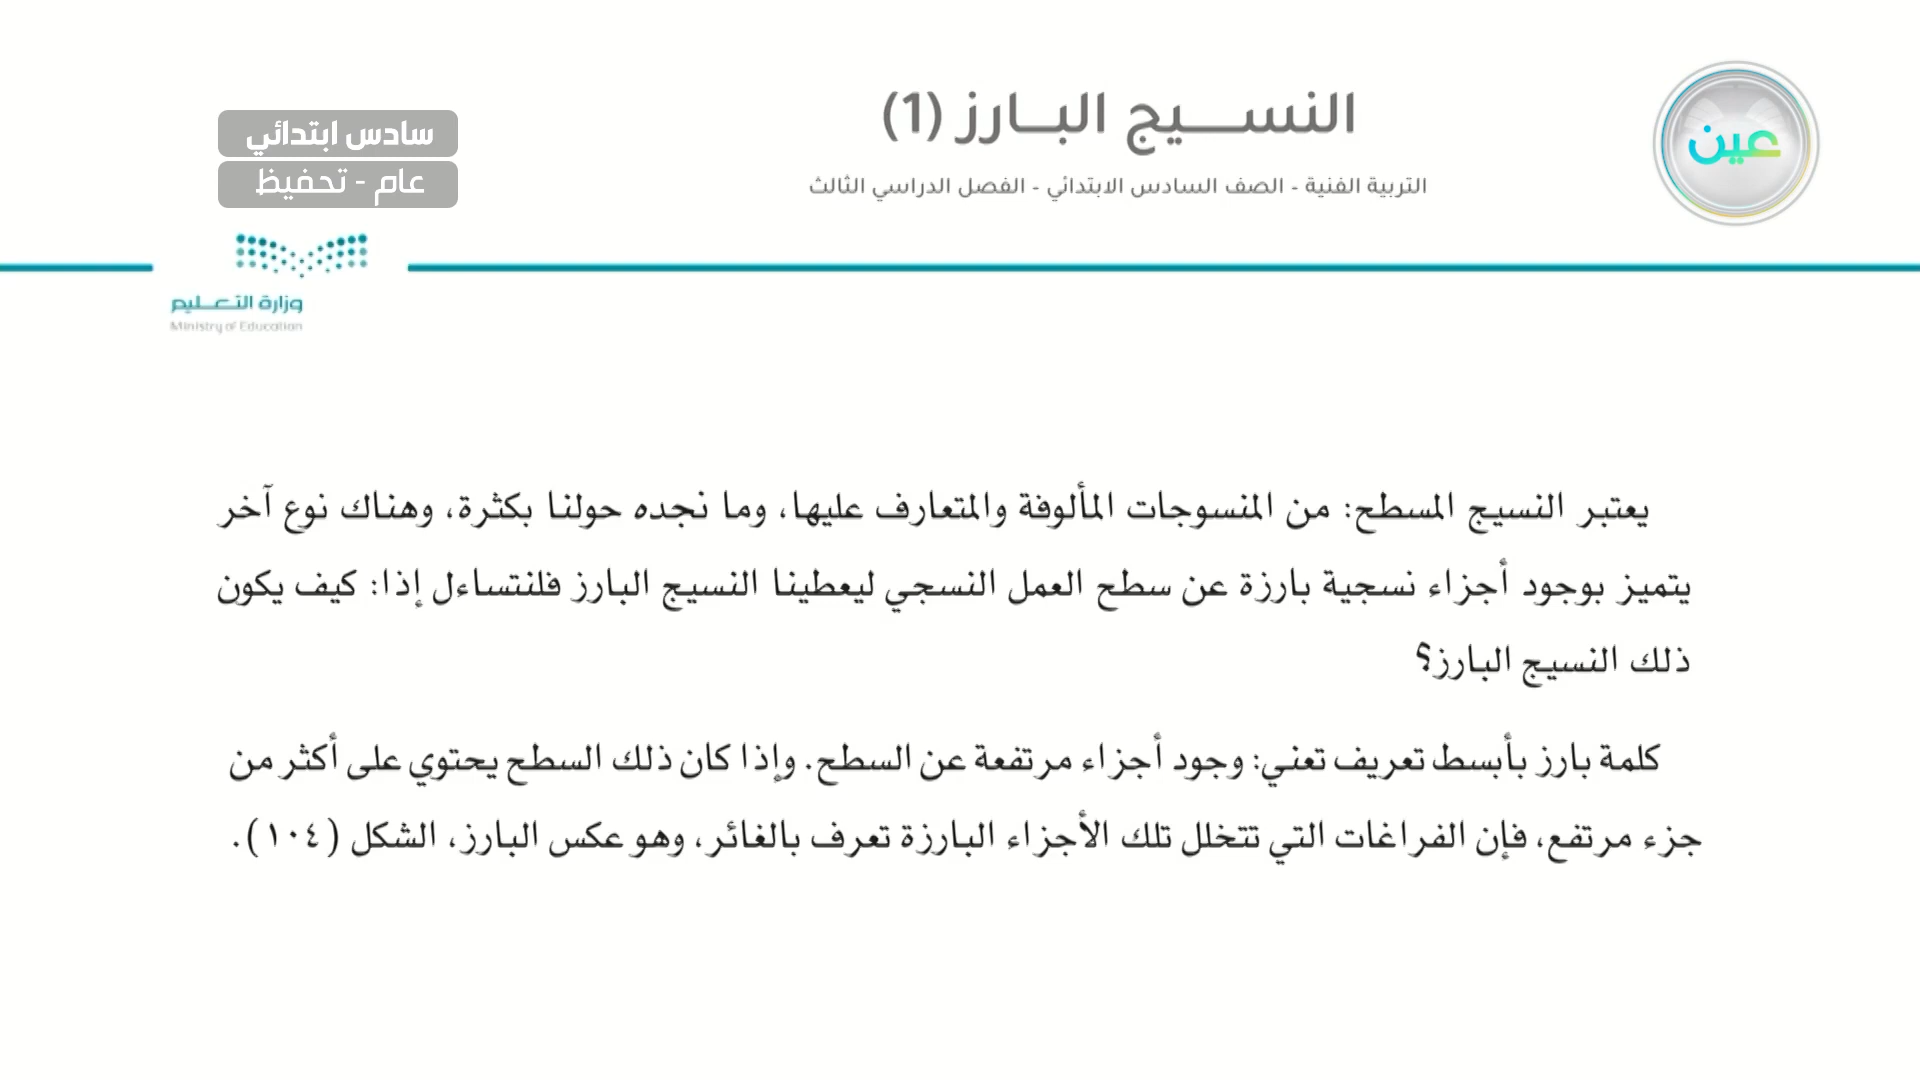 النسيج البارز (1)
التربية الفنية - الصف السادس الابتدائي - الفصل الدراسي الثالث
عين
سادس ابتدائي
عام - تحفيظ
وزارة التعليم
Ministry of Education
يعتبر النسيج المسطح: من المنسوجات المألوفة والمتعارف عليها، وما نجده حولنا بكثرة، وهناك نوع آخر
يتميز بوجود أجزاء نسجية بارزة عن سطح العمل النسجي ليعطينا النسيج البارز فلنتساءل إذا: كيف يكون
ذلك النسيج البارز؟
كلمة بارز بأبسط تعريف تعني: وجود أجزاء مرتفعة عن السطح. وإذا كان ذلك السطح يحتوي على أكثر من
جزء مرتفع، فإن الفراغات التي تتخلل تلك الأجزاء البارزة تعرف بالغائر، وهو عكس البارز، الشكل (١٠٤).